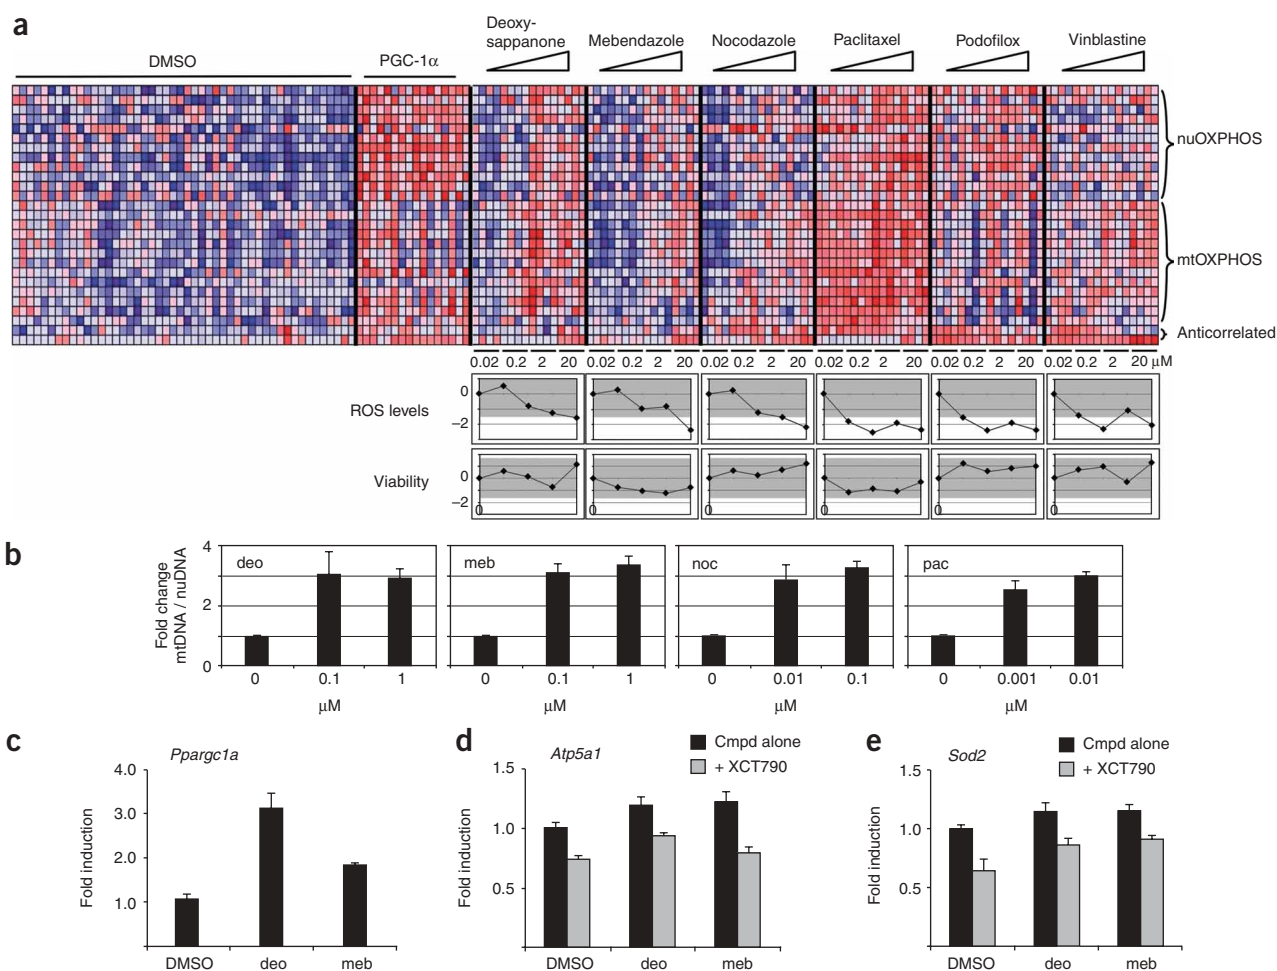 a
Deoxy-
sappanone
Mebendazole
Nocodazole
Paclitaxel
Podofilox
Vinblastine
DMSO
PGC-1α
nuOXPHOS
mtOXPHOS
Anticorrelated
0.02 0.2 2 20 0.02 0.2 2 20 0.02 0.2 2 20 0.02 0.2 2 20 0.02 0.2 2 20 0.02 0.2 2 20 μM
ROS levels
0
–2
Viability
0
–2
0 0 0 0 0 0
b
Fold change
mtDNA / nuDNA
4
2
0
deo
0 0.1 1
μM
meb
0 0.1 1
μM
noc
0 0.01 0.1
μM
pac
0 0.001 0.01
μM
c
Ppargc1a
Fold induction
4.0
3.0
2.0
1.0
DMSO deo meb
d
Atp5a1
Cmpd alone
+ XCT790
Fold induction
1.5
1.0
0.5
DMSO deo meb
e
Sod2
Cmpd alone
+ XCT790
Fold induction
1.5
1.0
0.5
DMSO deo meb